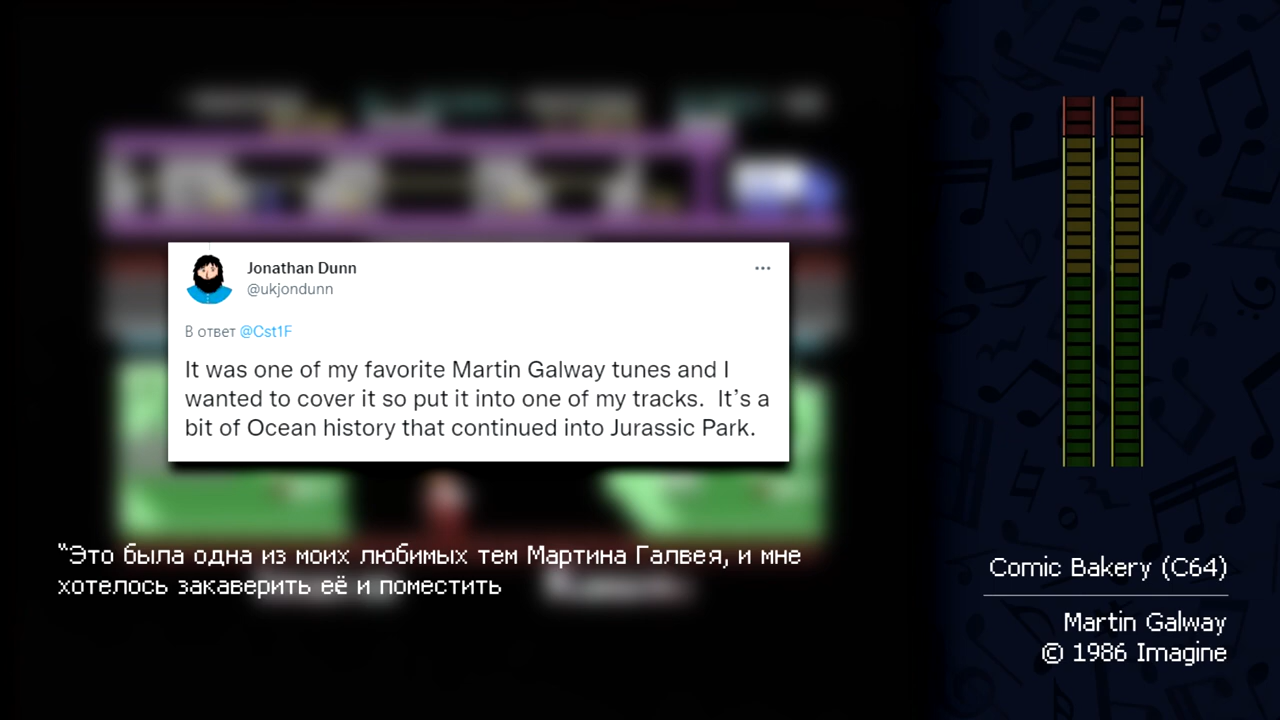 Jonathan Dunn
@ukjondunn
В ответ @Cst1F
It was one of my favorite Martin Galway tunes and I
wanted to cover it so put it into one of my tracks.  It’s a
bit of Ocean history that continued into Jurassic Park.
“Это была одна из моих любимых тем Мартина Галвея, и мне
хотелось закаверить её и поместить
Comic Bakery (C64)
Martin Galway
© 1986 Imagine